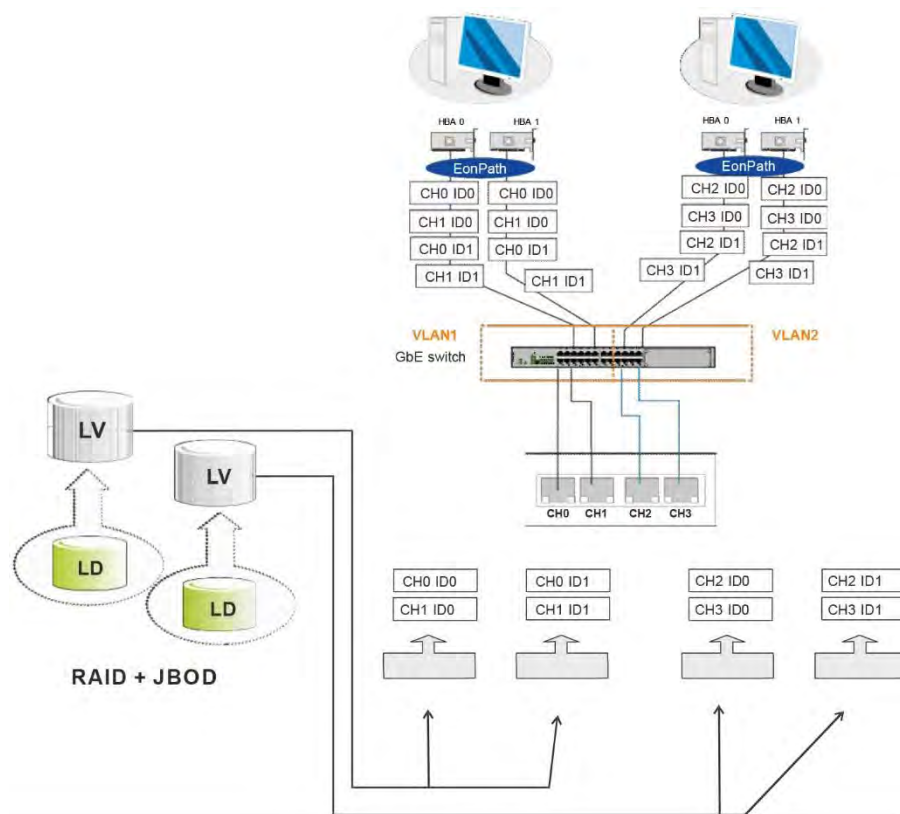 HBA 0 HBA 1 HBA 0 HBA 1
EonPath EonPath
CH0 ID0 CH0 ID0 CH2 ID0 CH2 ID0
CH1 ID0 CH1 ID0 CH3 ID0 CH3 ID0
CH0 ID1 CH0 ID1 CH2 ID1 CH2 ID1
CH1 ID1 CH1 ID1 CH3 ID1 CH3 ID1
VLAN1 VLAN2
GbE switch
LV
LV
CH0 CH1 CH2 CH3
LD
LD
CH0 ID0 CH0 ID1 CH2 ID0 CH2 ID1
CH1 ID0 CH1 ID1 CH3 ID0 CH3 ID1
RAID + JBOD